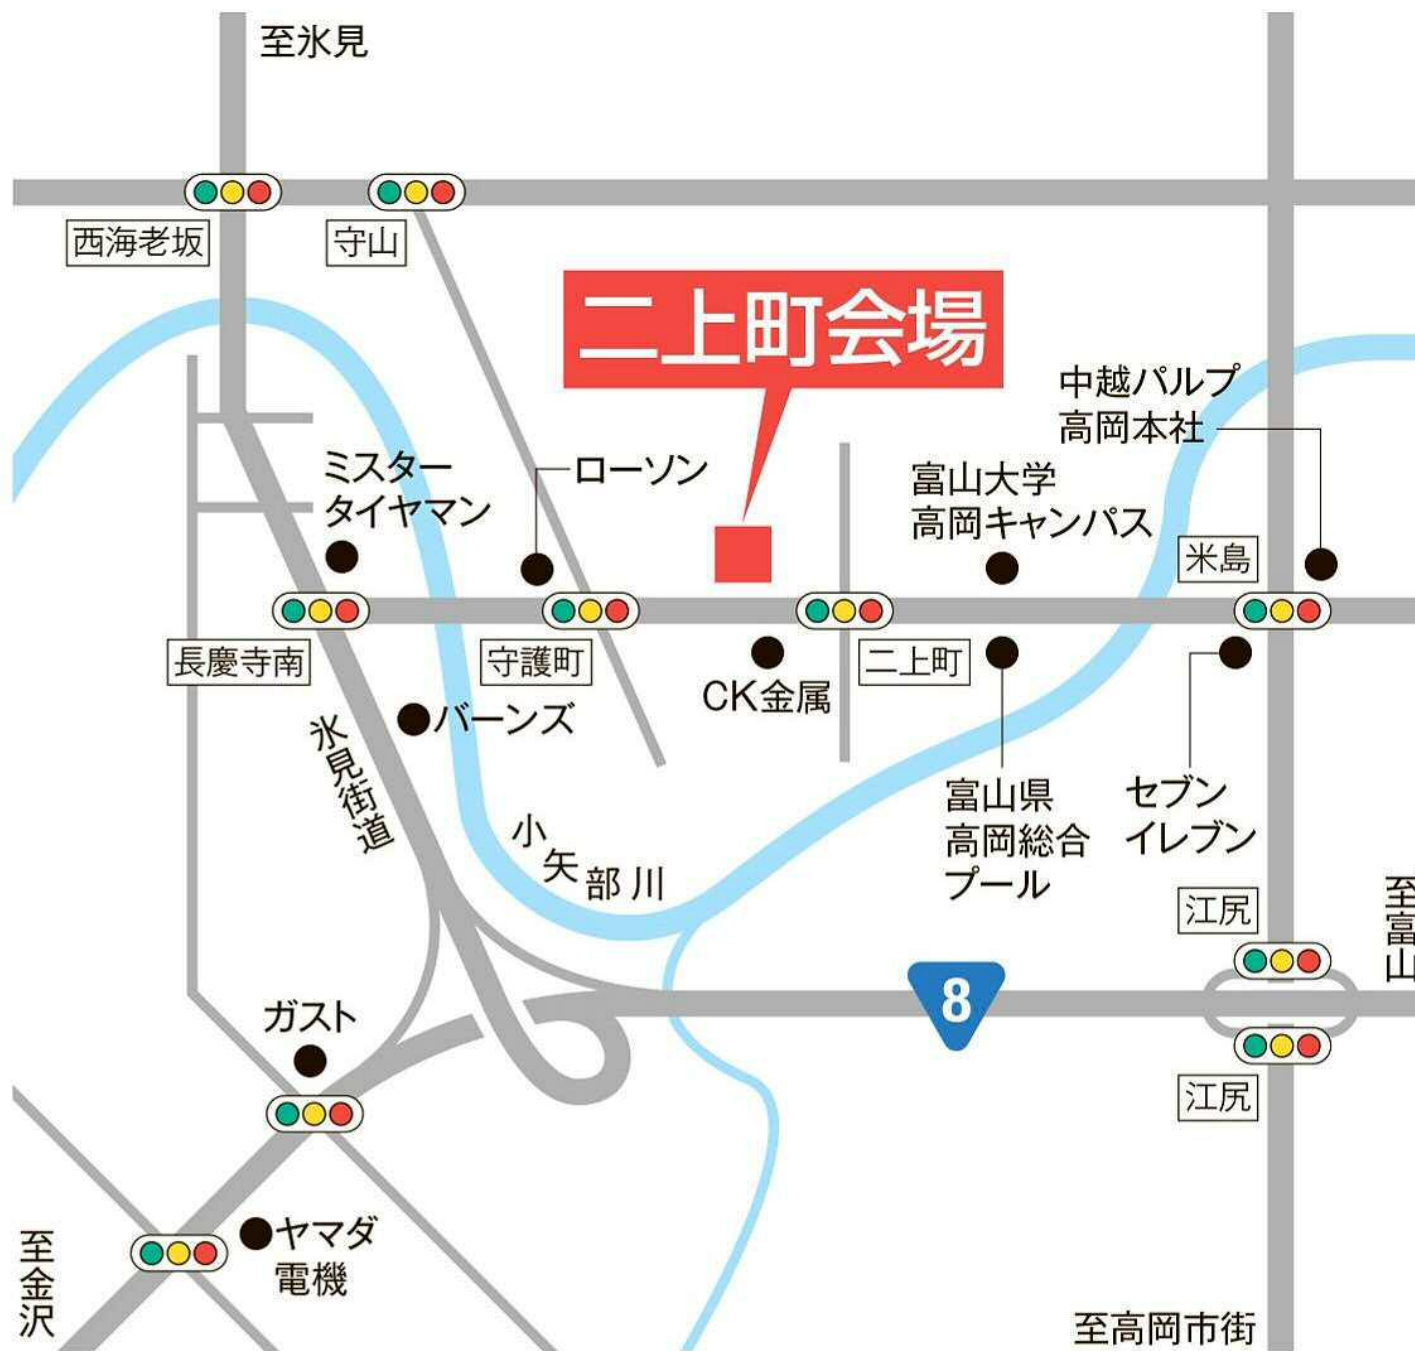 至氷見
西海老坂
守山
二上町会場
中越パルプ
高岡本社
ミスター
タイヤマン
ローソン
富山大学
高岡キャンパス
米島
長慶寺南
守護町
CK金属
二上町
バーンズ
氷見街道
小矢部川
富山県
高岡総合
プール
セブン
イレブン
江尻
至富山
8
ガスト
江尻
ヤマダ
電機
至金沢
至高岡市街